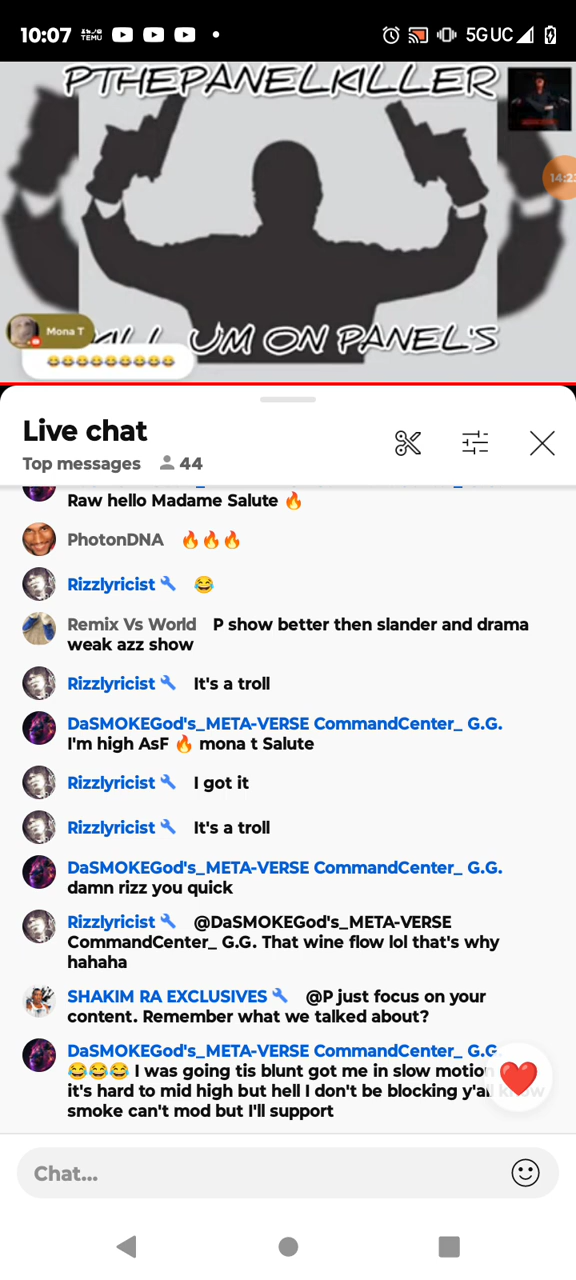 10:07
TEMU
5G UC
PTHEPANELKILLER
14:23
Mona T
UM ON PANEL'S
😂😂😂😂😂😂😂😂😂
Live chat
Top messages 44
Raw hello Madame Salute 🔥
PhotonDNA 🔥🔥🔥
Rizzlyricist 😂
Remix Vs World P show better then slander and drama
weak azz show
Rizzlyricist It's a troll
DaSMOKEGod's_META-VERSE CommandCenter_ G.G.
I'm high AsF 🔥 mona t Salute
Rizzlyricist I got it
Rizzlyricist It's a troll
DaSMOKEGod's_META-VERSE CommandCenter_ G.G.
damn rizz you quick
Rizzlyricist @DaSMOKEGod's_META-VERSE
CommandCenter_ G.G. That wine flow lol that's why
hahaha
SHAKIM RA EXCLUSIVES @P just focus on your
content. Remember what we talked about?
DaSMOKEGod's_META-VERSE CommandCenter_ G.G.
😂😂😂 I was going tis blunt got me in slow motion
it's hard to mid high but hell I don't be blocking y'all know
smoke can't mod but I'll support
Chat...